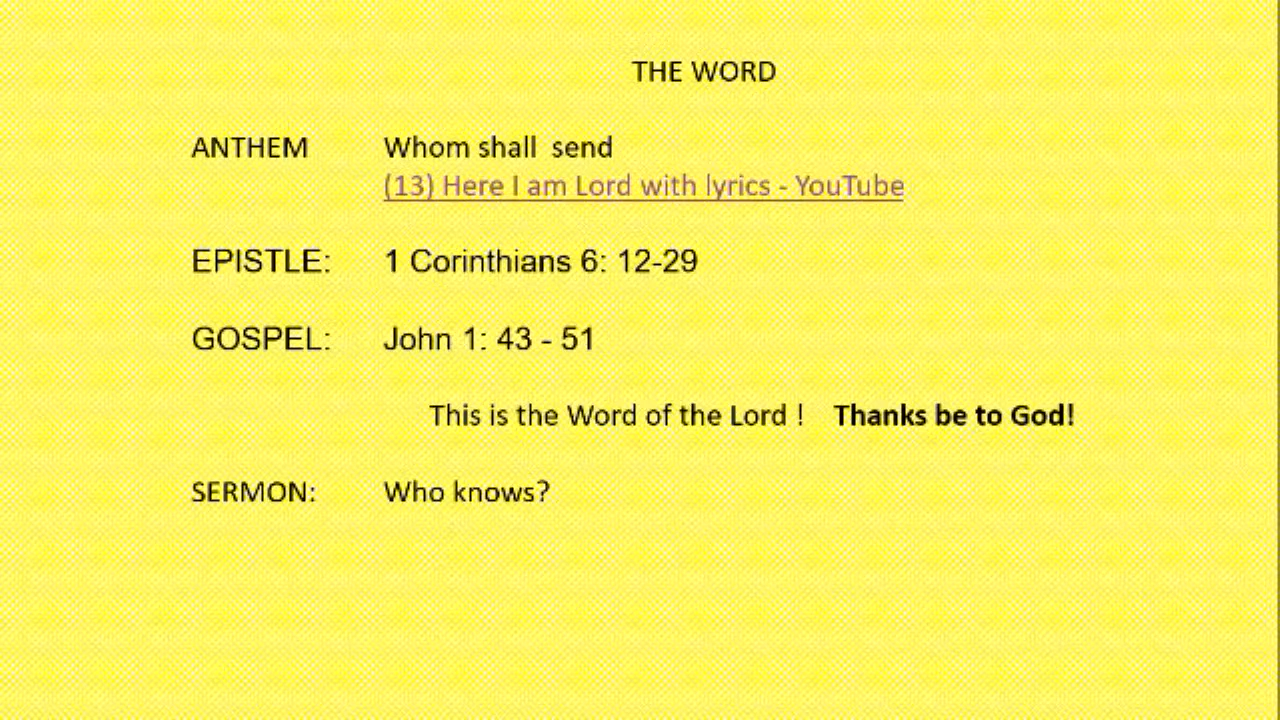 THE WORD
ANTHEM Whom shall  send
(13) Here I am Lord with lyrics - YouTube
EPISTLE: 1 Corinthians 6: 12-29
GOSPEL: John 1: 43 - 51
This is the Word of the Lord ! Thanks be to God!
SERMON: Who knows?